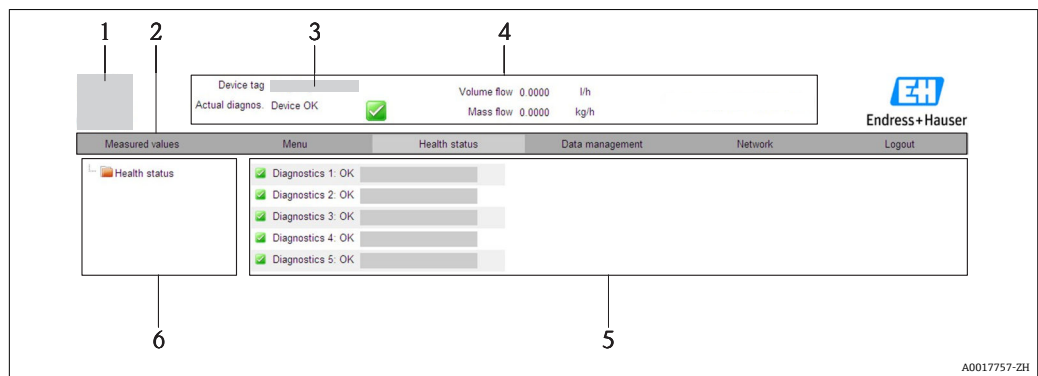 1 2 3 4
Device tag
Volume flow 0.0000 l/h
Actual diagnos. Device OK
Mass flow 0.0000 kg/h
EH
Endress+Hauser
Measured values Menu Health status Data management Network Logout
Health status
Diagnostics 1: OK
Diagnostics 2: OK
Diagnostics 3: OK
Diagnostics 4: OK
Diagnostics 5: OK
6 5
A0017757-ZH